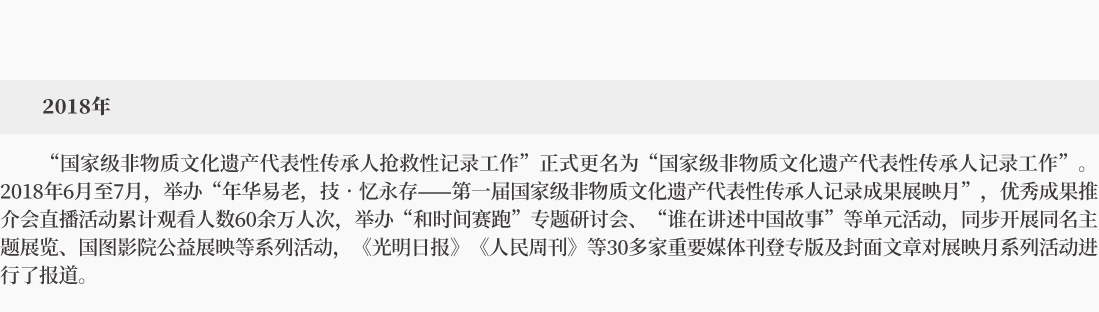 2018年
“国家级非物质文化遗产代表性传承人抢救性记录工作”正式更名为“国家级非物质文化遗产代表性传承人记录工作”。
2018年6月至7月，举办“年华易老，技·忆永存——第一届国家级非物质文化遗产代表性传承人记录成果展映月”，优秀成果推
介会直播活动累计观看人数60余万人次，举办“和时间赛跑”专题研讨会、“谁在讲述中国故事”等单元活动，同步开展同名主
题展览、国图影院公益展映等系列活动，《光明日报》《人民周刊》等30多家重要媒体刊登专版及封面文章对展映月系列活动进
行了报道。